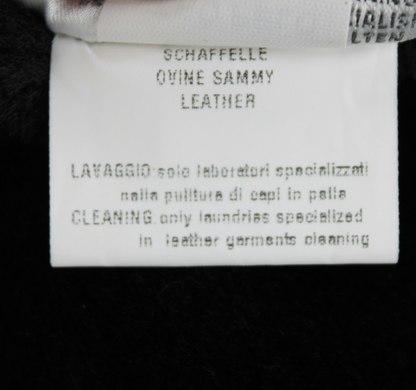 SCHAFFELLE
OVINE SAMMY
LEATHER
LAVAGGIO: solo laboratori specializzati
nella pulitura di capi in pelle
CLEANING: only laundries specialized
in leather garments cleaning